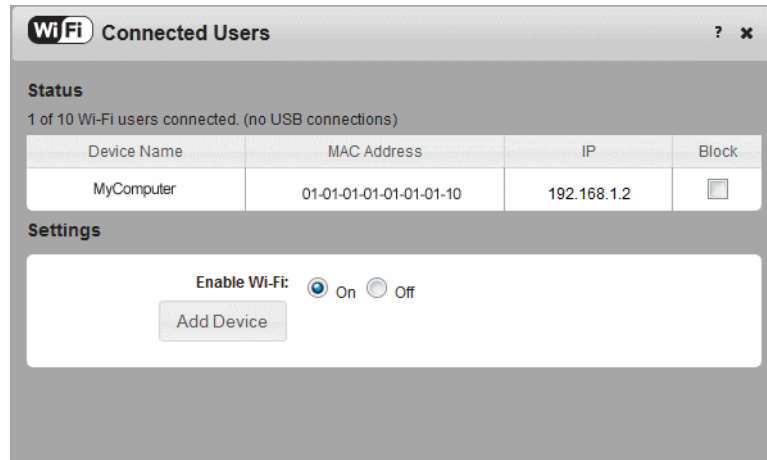 WiFi Connected Users ? ✖
Status
1 of 10 Wi-Fi users connected. (no USB connections)
Device Name MAC Address IP Block
MyComputer 01-01-01-01-01-01-01-10 192.168.1.2
Settings
Enable Wi-Fi: On Off
Add Device